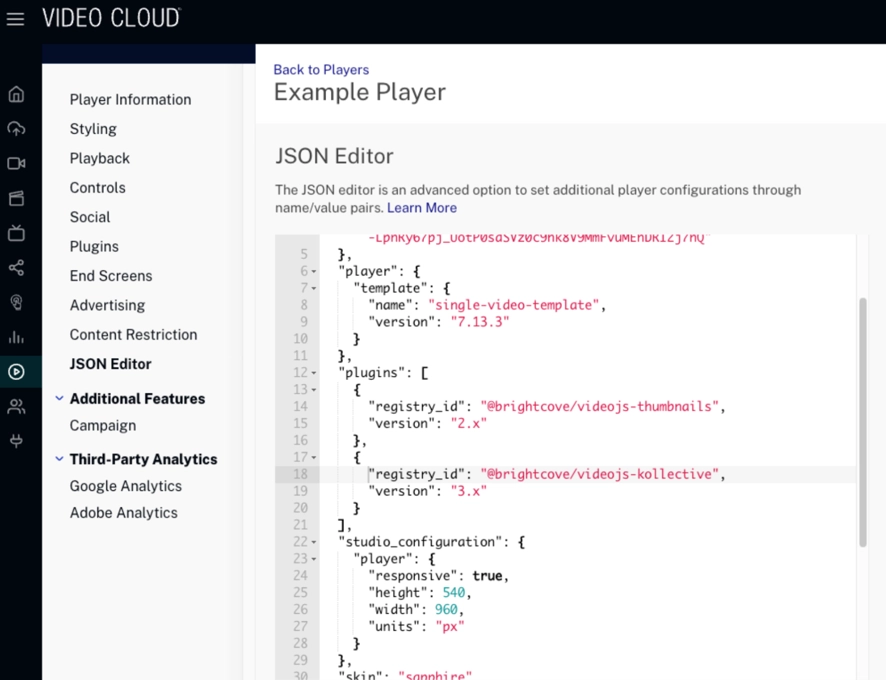 VIDEO CLOUD
Player Information
Styling
Playback
Controls
Social
Plugins
End Screens
Advertising
Content Restriction
JSON Editor
Additional Features
Campaign
Third-Party Analytics
Google Analytics
Adobe Analytics
Back to Players
Example Player
JSON Editor
The JSON editor is an advanced option to set additional player configurations through
name/value pairs. Learn More
5 },
6 "player": {
7 "template": {
8 "name": "single-video-template",
9 "version": "7.13.3"
10 }
11 },
12 "plugins": [
13 {
14 "registry_id": "@brightcove/videojs-thumbnails",
15 "version": "2.x"
16 },
17 {
18 "registry_id": "@brightcove/videojs-kollective",
19 "version": "3.x"
20 }
21 ],
22 "studio_configuration": {
23 "player": {
24 "responsive": true,
25 "height": 540,
26 "width": 960,
27 "units": "px"
28 }
29 },
30 "skin": "sapphire"